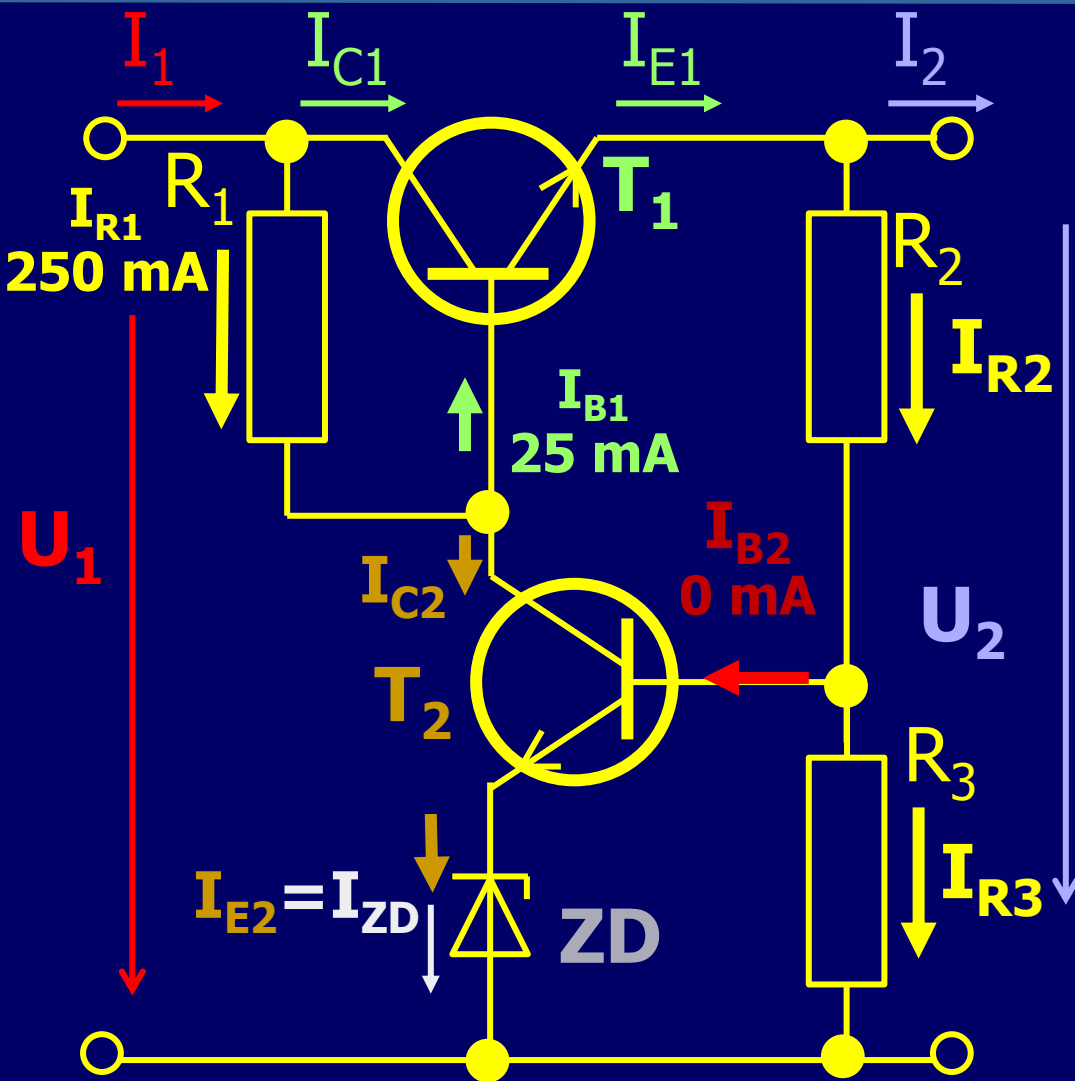 I1
IC1
IE1
I2
R1
T1
IR1
250 mA
R2
IR2
IB1
25 mA
U1
IB2
0 mA
IC2
U2
T2
R3
IE2=IZD
IR3
ZD